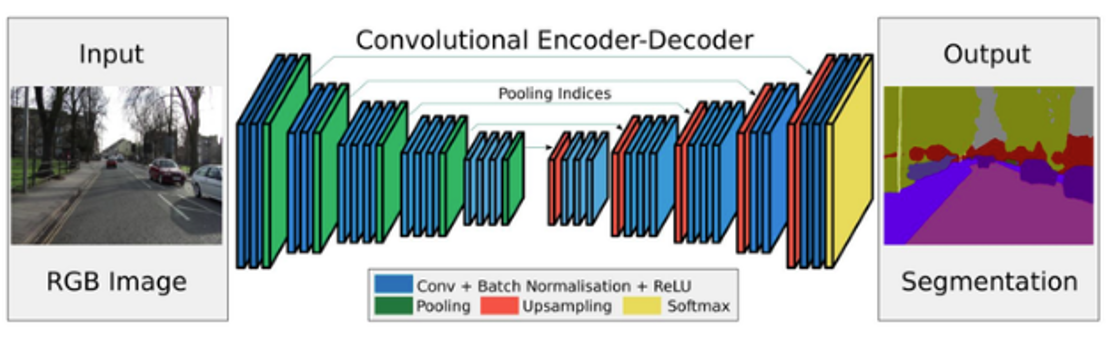 Input
RGB Image
Convolutional Encoder-Decoder
Pooling Indices
Conv + Batch Normalisation + ReLU
Pooling Upsampling Softmax
Output
Segmentation